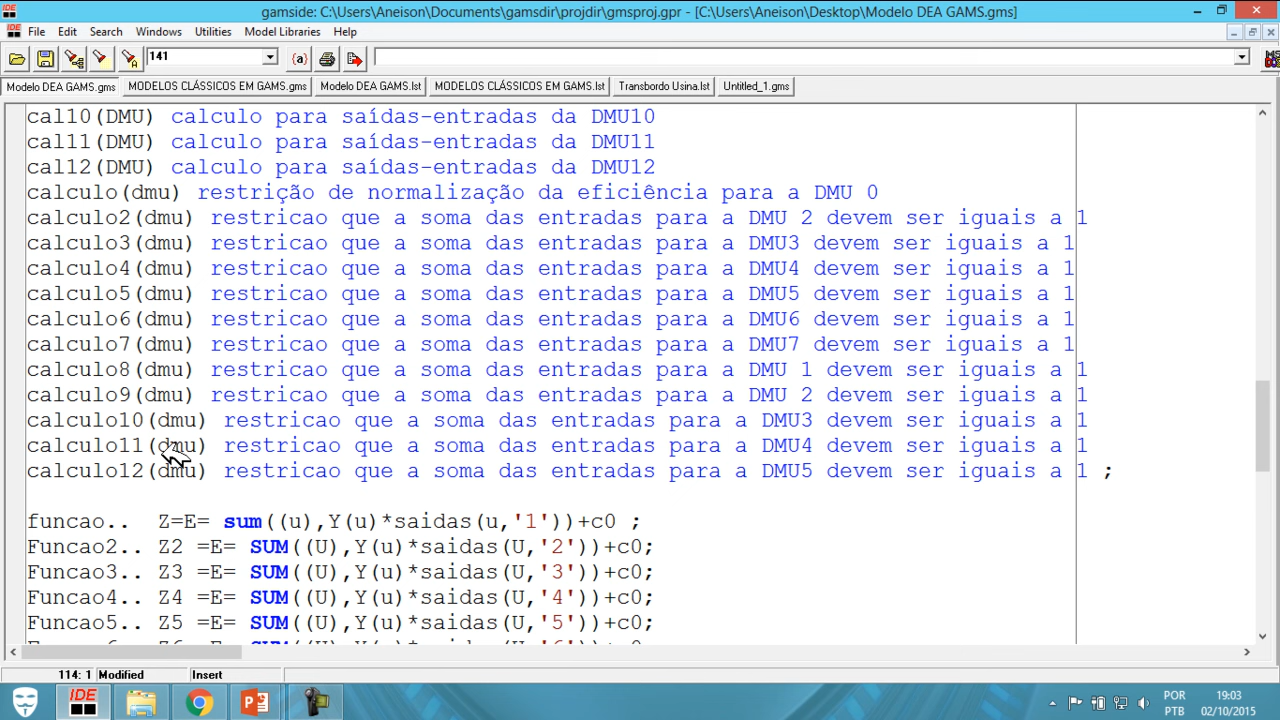 IDE gamside: C:\Users\Aneison\Documents\gamsdir\projdir\gmsproj.gpr - [C:\Users\Aneison\Desktop\Modelo DEA GAMS.gms]
IDE File Edit Search Windows Utilities Model Libraries Help
141 {a}
Modelo DEA GAMS.gms MODELOS CLÁSSICOS EM GAMS.gms Modelo DEA GAMS.lst MODELOS CLÁSSICOS EM GAMS.lst Transbordo Usina.lst Untitled_1.gms
cal10(DMU) calculo para saídas-entradas da DMU10
cal11(DMU) calculo para saídas-entradas da DMU11
cal12(DMU) calculo para saídas-entradas da DMU12
calculo(dmu) restrição de normalização da eficiência para a DMU 0
calculo2(dmu) restricao que a soma das entradas para a DMU 2 devem ser iguais a 1
calculo3(dmu) restricao que a soma das entradas para a DMU3 devem ser iguais a 1
calculo4(dmu) restricao que a soma das entradas para a DMU4 devem ser iguais a 1
calculo5(dmu) restricao que a soma das entradas para a DMU5 devem ser iguais a 1
calculo6(dmu) restricao que a soma das entradas para a DMU6 devem ser iguais a 1
calculo7(dmu) restricao que a soma das entradas para a DMU7 devem ser iguais a 1
calculo8(dmu) restricao que a soma das entradas para a DMU 1 devem ser iguais a 1
calculo9(dmu) restricao que a soma das entradas para a DMU 2 devem ser iguais a 1
calculo10(dmu) restricao que a soma das entradas para a DMU3 devem ser iguais a 1
calculo11(dmu) restricao que a soma das entradas para a DMU4 devem ser iguais a 1
calculo12(dmu) restricao que a soma das entradas para a DMU5 devem ser iguais a 1 ;
funcao.. Z=E= sum((u),Y(u)*saidas(u,'1'))+c0 ;
Funcao2.. Z2 =E= SUM((U),Y(u)*saidas(U,'2'))+c0;
Funcao3.. Z3 =E= SUM((U),Y(u)*saidas(U,'3'))+c0;
Funcao4.. Z4 =E= SUM((U),Y(u)*saidas(U,'4'))+c0;
Funcao5.. Z5 =E= SUM((U),Y(u)*saidas(U,'5'))+c0;
Funcao6.. Z6 =E= SUM((U),Y(u)*saidas(U,'6'))+c0;
114: 1 Modified Insert
IDE POR 19:03
PTB 02/10/2015